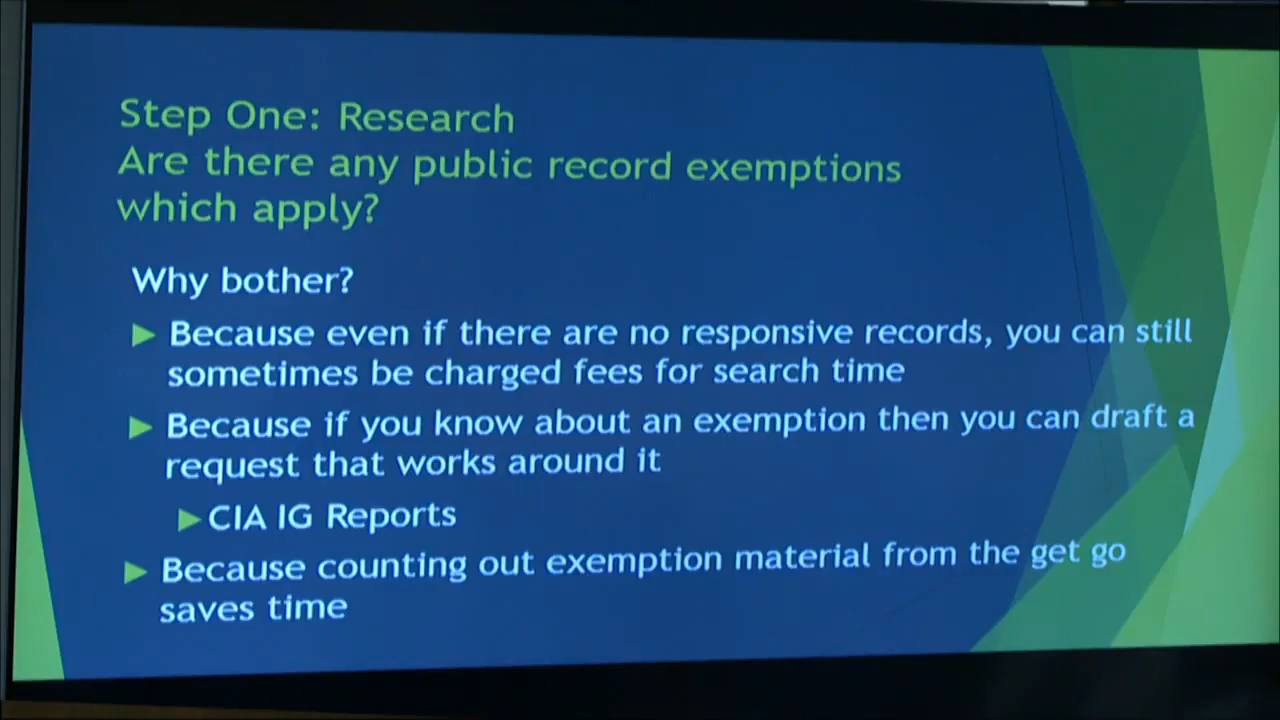 Step One: Research
Are there any public record exemptions
which apply?
Why bother?
Because even if there are no responsive records, you can still
sometimes be charged fees for search time
Because if you know about an exemption then you can draft a
request that works around it
CIA IG Reports
Because counting out exemption material from the get go
saves time